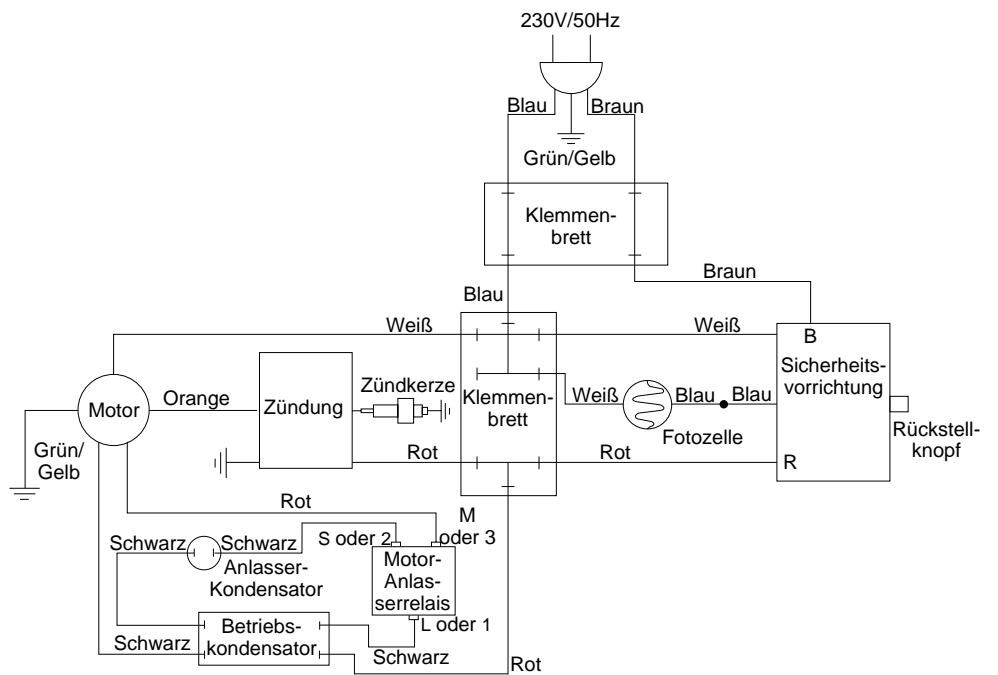 230V/50Hz
Blau
Braun
Grün/Gelb
Klemmen-
brett
Braun
Blau
Weiß
Weiß
B
Sicherheits-
vorrichtung
Motor
Orange
Zündung
Zündkerze
Klemmen-
brett
Weiß
Blau
Blau
Fotozelle
Rückstell-
knopf
Grün/
Gelb
Rot
Rot
R
Rot
M
S oder 2
oder 3
Schwarz
Schwarz
Anlasser-
Kondensator
Motor-
Anlas-
serrelais
L oder 1
Betriebs-
kondensator
Schwarz
Schwarz
Rot